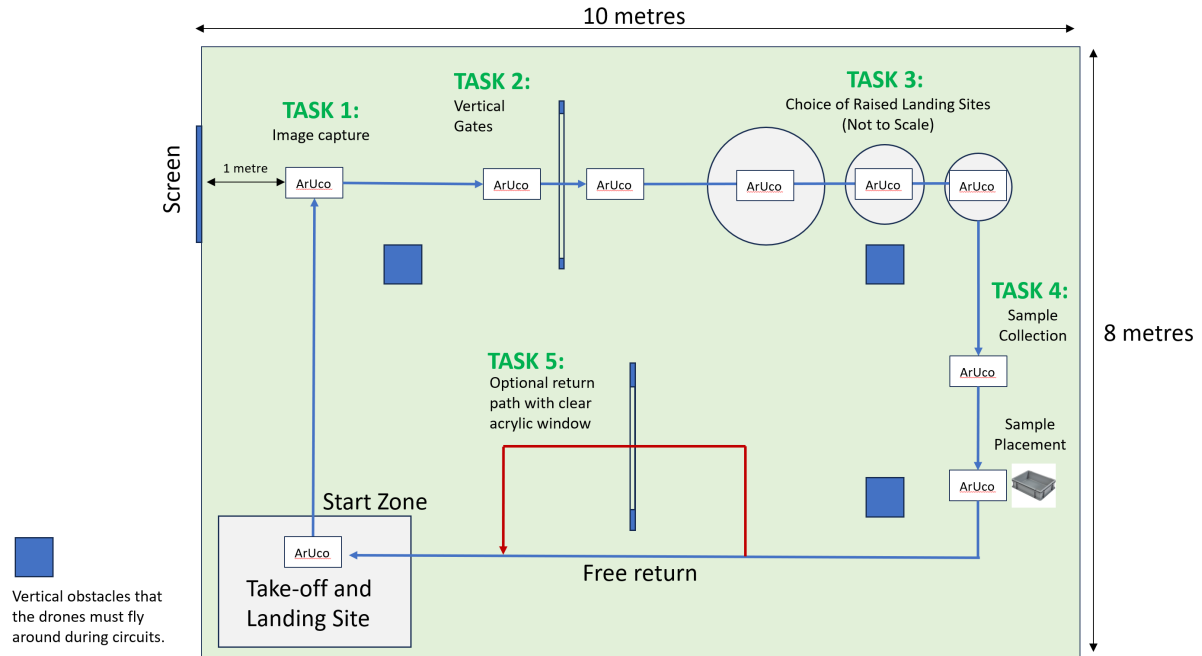 10 metres
TASK 1:
Image capture
TASK 2:
Vertical
Gates
TASK 3:
Choice of Raised Landing Sites
(Not to Scale)
Screen
1 metre
ArUco
ArUco
ArUco
ArUco
ArUco
ArUco
TASK 4:
Sample
Collection
8 metres
ArUco
TASK 5:
Optional return
path with clear
acrylic window
Sample
Placement
ArUco
Start Zone
ArUco
Take-off and
Landing Site
Free return
Vertical obstacles that
the drones must fly
around during circuits.